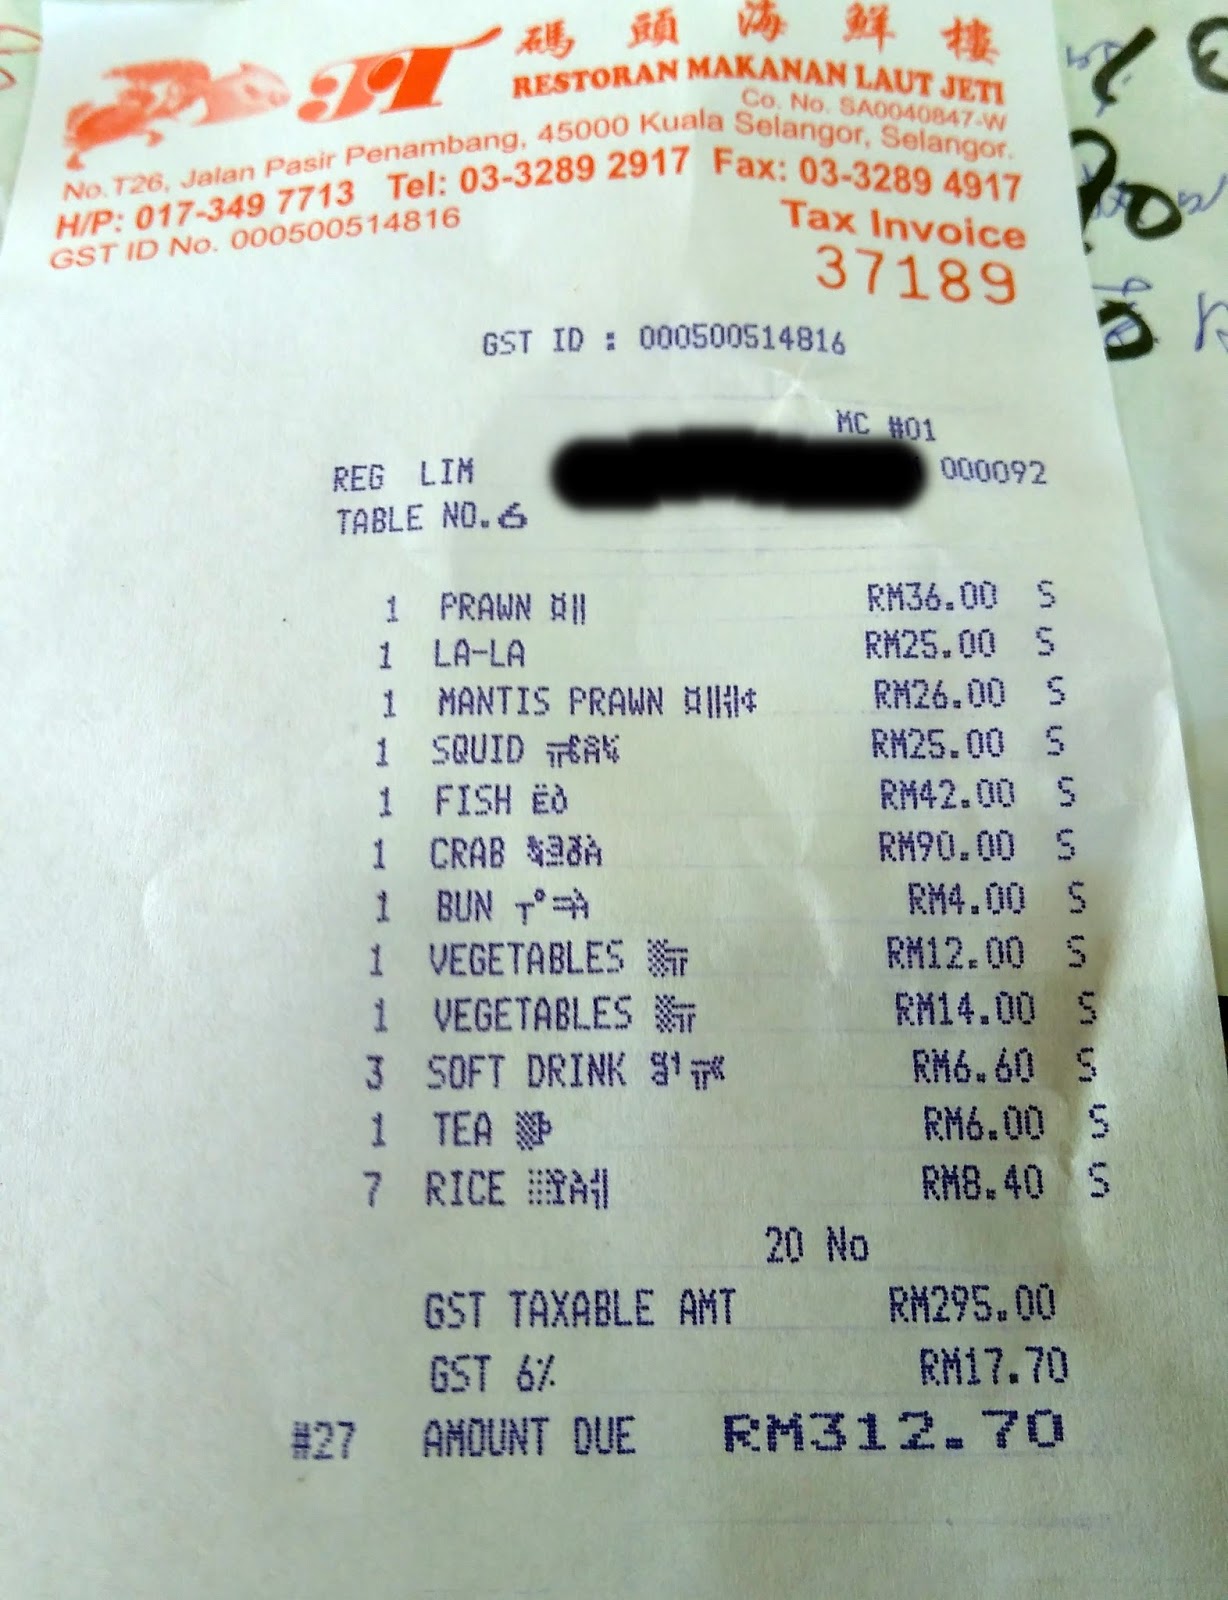 碼頭海鮮樓
RESTORAN MAKANAN LAUT JETI
Co. No. SA0040847-W
No.T26, Jalan Pasir Penambang, 45000 Kuala Selangor, Selangor.
H/P: 017-349 7713 Tel: 03-3289 2917 Fax: 03-3289 4917
GST ID No. 000500514816
Tax Invoice
37189
GST ID : 000500514816
MC #01
REG LIM 000092
TABLE NO.6
1 PRAWN RM36.00 S
1 LA-LA RM25.00 S
1 MANTIS PRAWN RM26.00 S
1 SQUID RM25.00 S
1 FISH RM42.00 S
1 CRAB RM90.00 S
1 BUN RM4.00 S
1 VEGETABLES RM12.00 S
1 VEGETABLES RM14.00 S
3 SOFT DRINK RM6.60 S
1 TEA RM6.00 S
7 RICE RM8.40 S
20 No
GST TAXABLE AMT RM295.00
GST 6% RM17.70
#27 AMOUNT DUE RM312.70